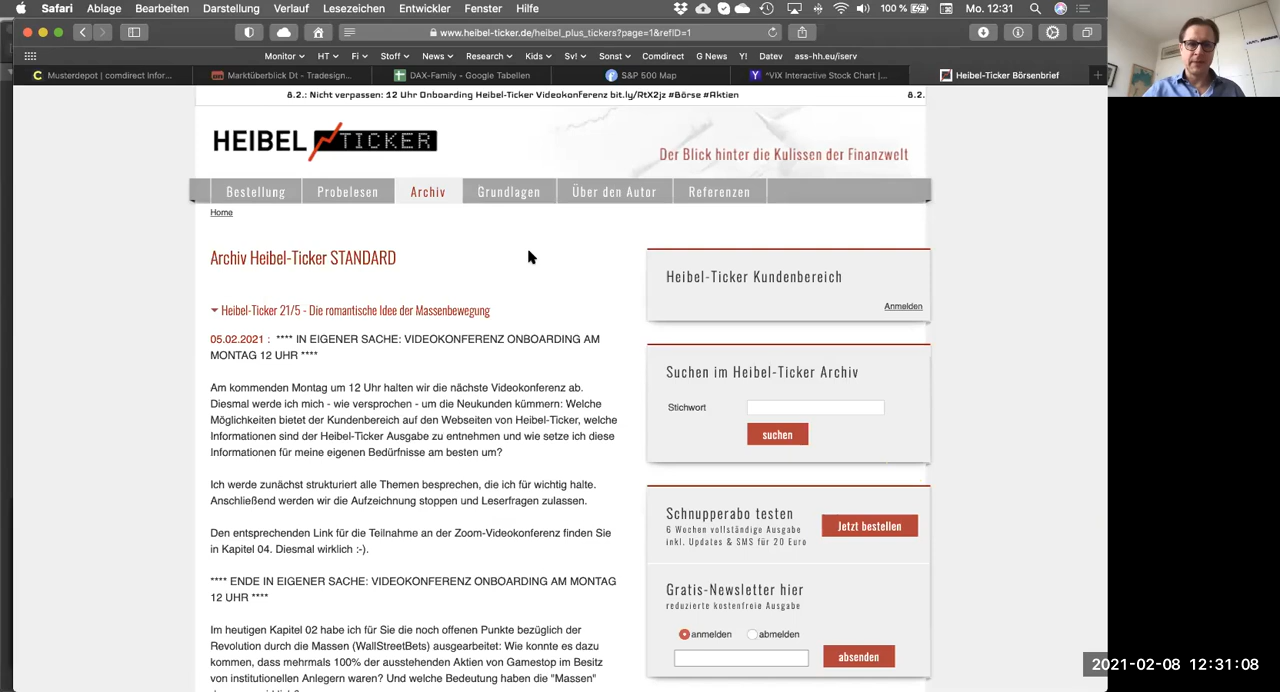 Safari Ablage Bearbeiten Darstellung Verlauf Lesezeichen Entwickler Fenster Hilfe 100 % Mo. 12:31
www.heibel-ticker.de/heibel_plus_tickers?page=1&refID=1
Monitor HT Fi Stoff News Research Kids Sv! Sonst Comdirect G News Y! Datev ass-hh.eu/iserv
Musterdepot | comdirect Infor... Marktüberblick Dt - Tradesign... DAX-Family - Google Tabellen S&P 500 Map ^VIX Interactive Stock Chart |... Heibel-Ticker Börsenbrief
8.2.: Nicht verpassen: 12 Uhr Onboarding Heibel-Ticker Videokonferenz bit.ly/RtX2jz #Börse #Aktien 8.2.
HEIBEL TICKER
Der Blick hinter die Kulissen der Finanzwelt
Bestellung Probelesen Archiv Grundlagen Über den Autor Referenzen
Home
Archiv Heibel-Ticker STANDARD
Heibel-Ticker 21/5 - Die romantische Idee der Massenbewegung
05.02.2021 : **** IN EIGENER SACHE: VIDEOKONFERENZ ONBOARDING AM
MONTAG 12 UHR ****
Am kommenden Montag um 12 Uhr halten wir die nächste Videokonferenz ab.
Diesmal werde ich mich - wie versprochen - um die Neukunden kümmern: Welche
Möglichkeiten bietet der Kundenbereich auf den Webseiten von Heibel-Ticker, welche
Informationen sind der Heibel-Ticker Ausgabe zu entnehmen und wie setze ich diese
Informationen für meine eigenen Bedürfnisse am besten um?
Ich werde zunächst strukturiert alle Themen besprechen, die ich für wichtig halte.
Anschließend werden wir die Aufzeichnung stoppen und Leserfragen zulassen.
Den entsprechenden Link für die Teilnahme an der Zoom-Videokonferenz finden Sie
in Kapitel 04. Diesmal wirklich :-).
**** ENDE IN EIGENER SACHE: VIDEOKONFERENZ ONBOARDING AM MONTAG
12 UHR ****
Im heutigen Kapitel 02 habe ich für Sie die noch offenen Punkte bezüglich der
Revolution durch die Massen (WallStreetBets) ausgearbeitet: Wie konnte es dazu
kommen, dass mehrmals 100% der ausstehenden Aktien von Gamestop im Besitz
von institutionellen Anlegern waren? Und welche Bedeutung haben die "Massen"
Heibel-Ticker Kundenbereich
Anmelden
Suchen im Heibel-Ticker Archiv
Stichwort
suchen
Schnupperabo testen
6 Wochen vollständige Ausgabe
inkl. Updates & SMS für 20 Euro
Jetzt bestellen
Gratis-Newsletter hier
reduzierte kostenfreie Ausgabe
anmelden abmelden
absenden
2021-02-08 12:31:08